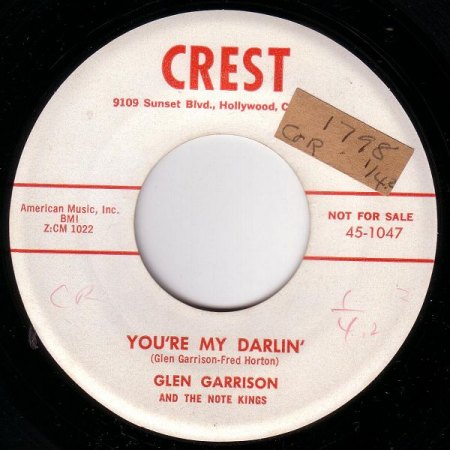 CREST
9109 Sunset Blvd., Hollywood, C
1798
COR.
American Music, Inc.
BMI
Z:CM 1022
NOT FOR SALE
45-1047
CR
YOU'RE MY DARLIN'
(Glen Garrison-Fred Horton)
GLEN GARRISON
AND THE NOTE KINGS